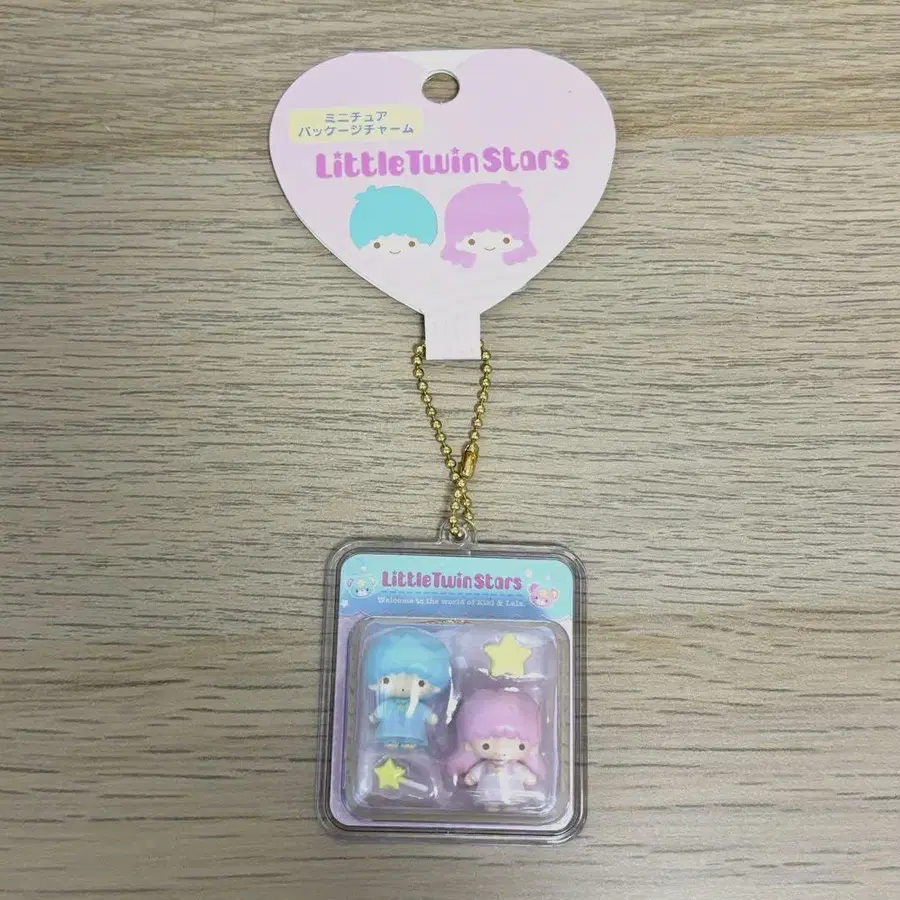 ミニチュア
パッケージチャーム
LittleTwinStars
LittleTwinStars
Welcome to the world of Kiki & Lala.